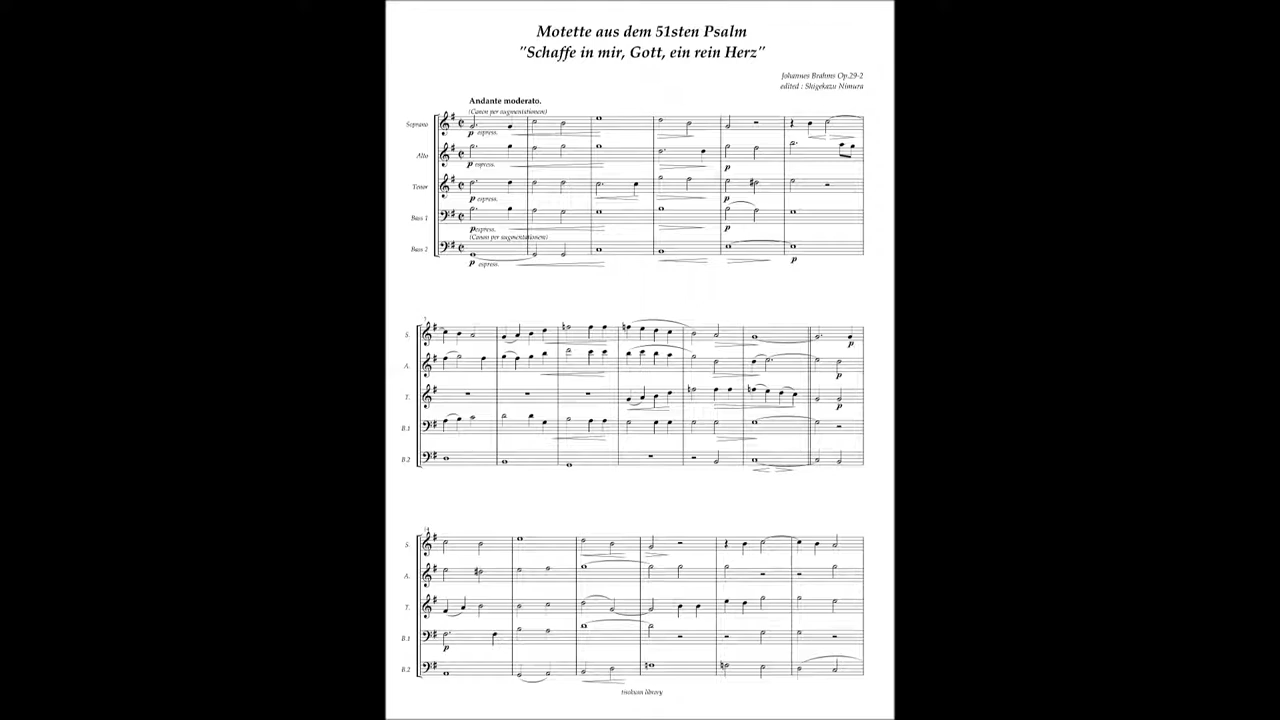 Motette aus dem 51sten Psalm
"Schaffe in mir, Gott, ein rein Herz"
Johannes Brahms Op.29-2
edited : Shigekazu Nimura
Andante moderato.
(Canon per augmentationem)
Soprano
p espress.
Alto
p espress.
p
Tenor
p espress.
p
Bass 1
p espress.
p
(Canon per augmentationem)
Bass 2
p espress.
p
7
S.
p
A.
p
T.
p
B.1
B.2
14
S.
A.
T.
B.1
p
B.2